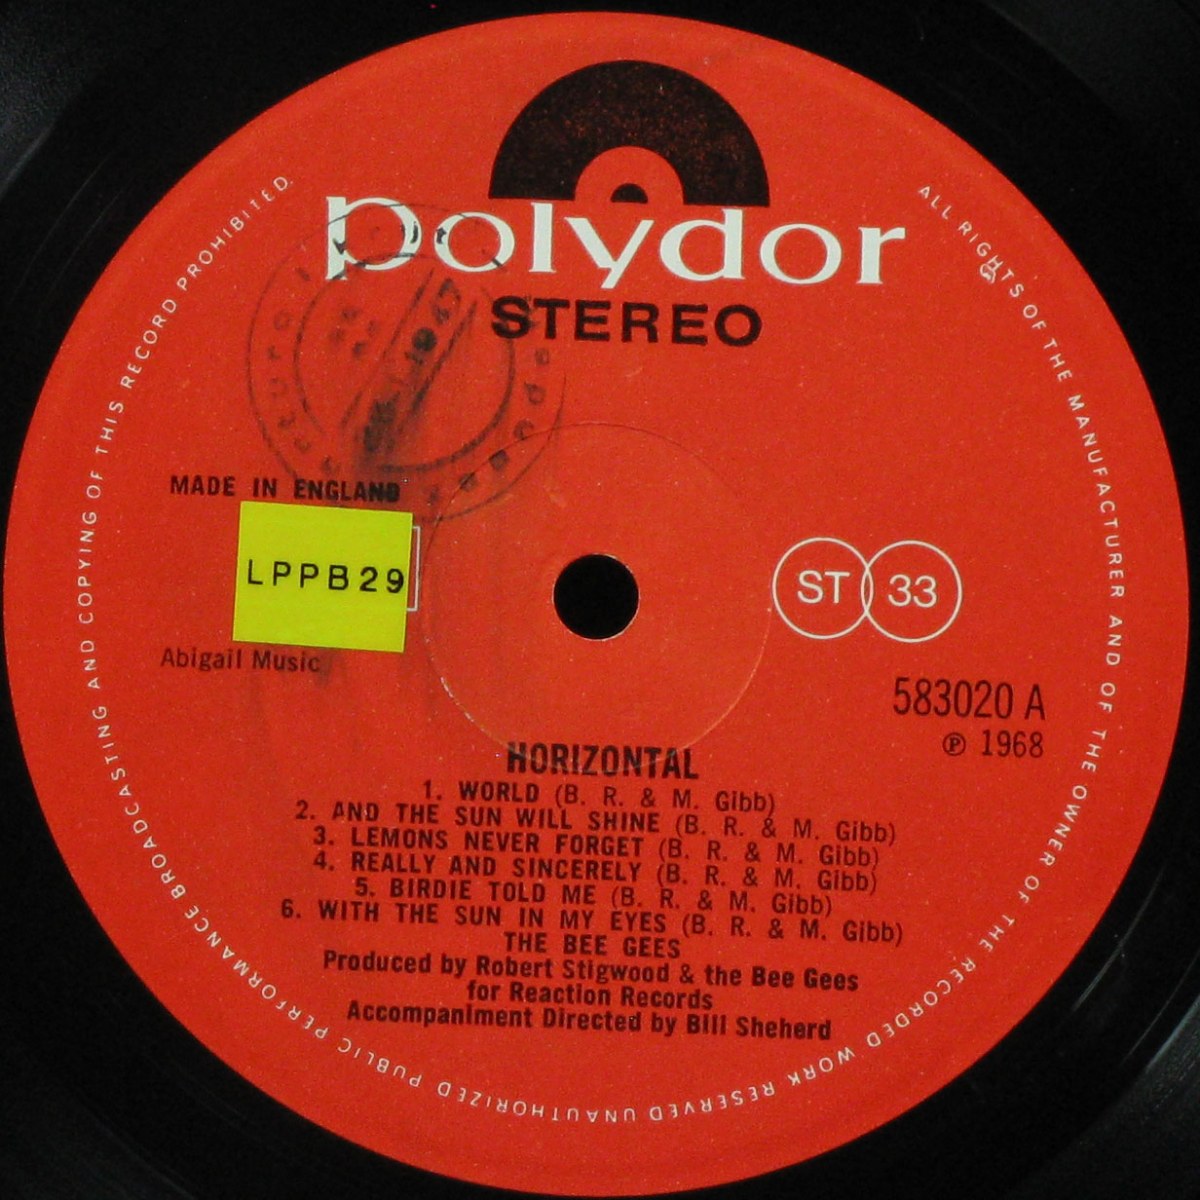 polydor
STEREO
MADE IN ENGLAND
LPPB29
Abigail Music
ST 33
583020 A
℗ 1968
HORIZONTAL
1. WORLD (B. R. & M. Gibb)
2. AND THE SUN WILL SHINE (B. R. & M. Gibb)
3. LEMONS NEVER FORGET (B. R. & M. Gibb)
4. REALLY AND SINCERELY (B. R. & M. Gibb)
5. BIRDIE TOLD ME (B. R. & M. Gibb)
6. WITH THE SUN IN MY EYES (B. R. & M. Gibb)
THE BEE GEES
Produced by Robert Stigwood & the Bee Gees
for Reaction Records
Accompaniment Directed by Bill Sheherd
ALL RIGHTS OF THE MANUFACTURER AND OF THE OWNER OF THE RECORDED WORK RESERVED UNAUTHORIZED PUBLIC PERFORMANCE BROADCASTING AND COPYING OF THIS RECORD PROHIBITED.